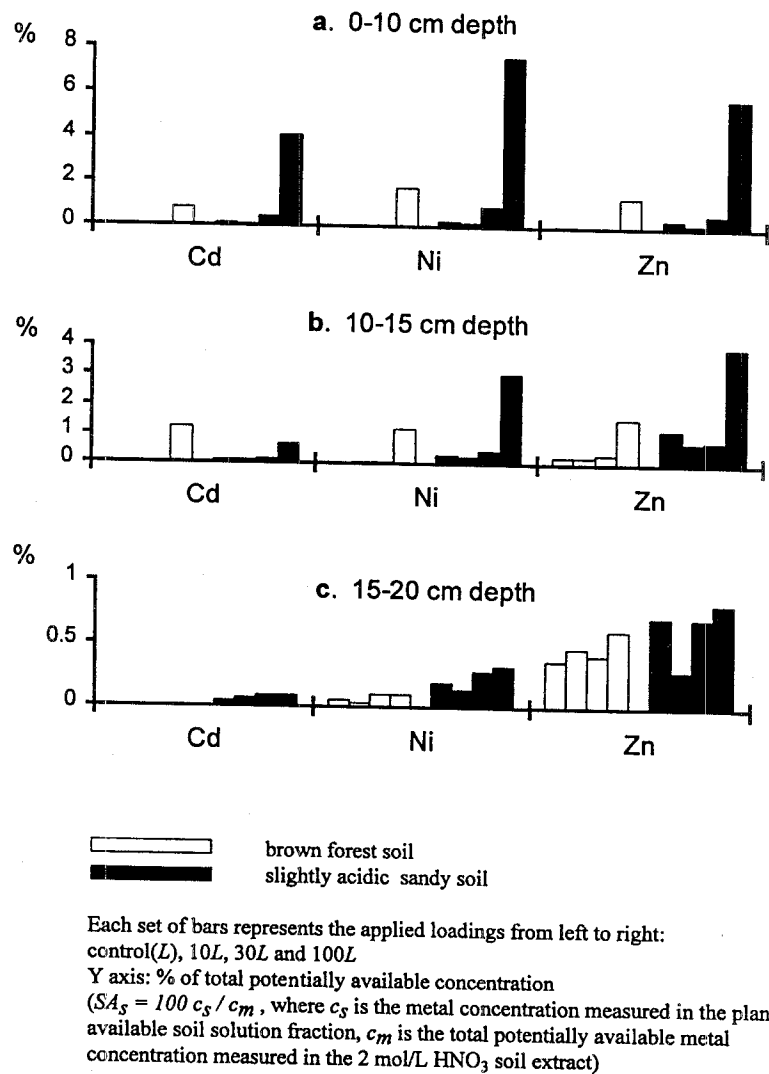 a. 0-10 cm depth
%
8
6
4
2
0
Cd Ni Zn
b. 10-15 cm depth
%
4
3
2
1
0
Cd Ni Zn
%
c. 15-20 cm depth
1
0.5
0
Cd Ni Zn
brown forest soil
slightly acidic sandy soil
Each set of bars represents the applied loadings from left to right:
control(L), 10L, 30L and 100L
Y axis: % of total potentially available concentration
(SAs = 100 cs / cm , where cs is the metal concentration measured in the plan
available soil solution fraction, cm is the total potentially available metal
concentration measured in the 2 mol/L HNO3 soil extract)